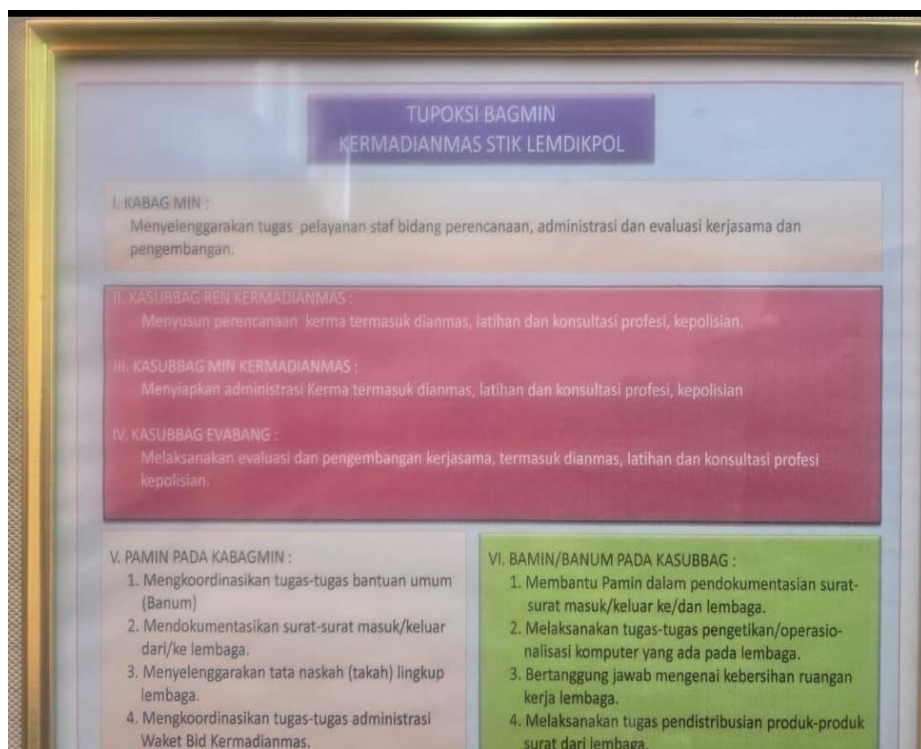 TUPOKSI BAGMIN
KERMADIANMAS STIK LEMDIKPOL
I. KABAG MIN :
Menyelenggarakan tugas pelayanan staf bidang perencanaan, administrasi dan evaluasi kerjasama dan
pengembangan.
II. KASUBBAG REN KERMADIANMAS :
Menyusun perencanaan kerma termasuk dianmas, latihan dan konsultasi profesi, kepolisian.
III. KASUBBAG MIN KERMADIANMAS :
Menyiapkan administrasi Kerma termasuk dianmas, latihan dan konsultasi profesi, kepolisian
IV. KASUBBAG EVABANG :
Melaksanakan evaluasi dan pengembangan kerjasama, termasuk dianmas, latihan dan konsultasi profesi
kepolisian.
V. PAMIN PADA KABAGMIN :
1. Mengkoordinasikan tugas-tugas bantuan umum
(Banum)
2. Mendokumentasikan surat-surat masuk/keluar
dari/ke lembaga.
3. Menyelenggarakan tata naskah (takah) lingkup
lembaga.
4. Mengkoordinasikan tugas-tugas administrasi
Waket Bid Kermadianmas.
VI. BAMIN/BANUM PADA KASUBBAG :
1. Membantu Pamin dalam pendokumentasian surat-
surat masuk/keluar ke/dan lembaga.
2. Melaksanakan tugas-tugas pengetikan/operasio-
nalisasi komputer yang ada pada lembaga.
3. Bertanggung jawab mengenai kebersihan ruangan
kerja lembaga.
4. Melaksanakan tugas pendistribusian produk-produk
surat dari lembaga.